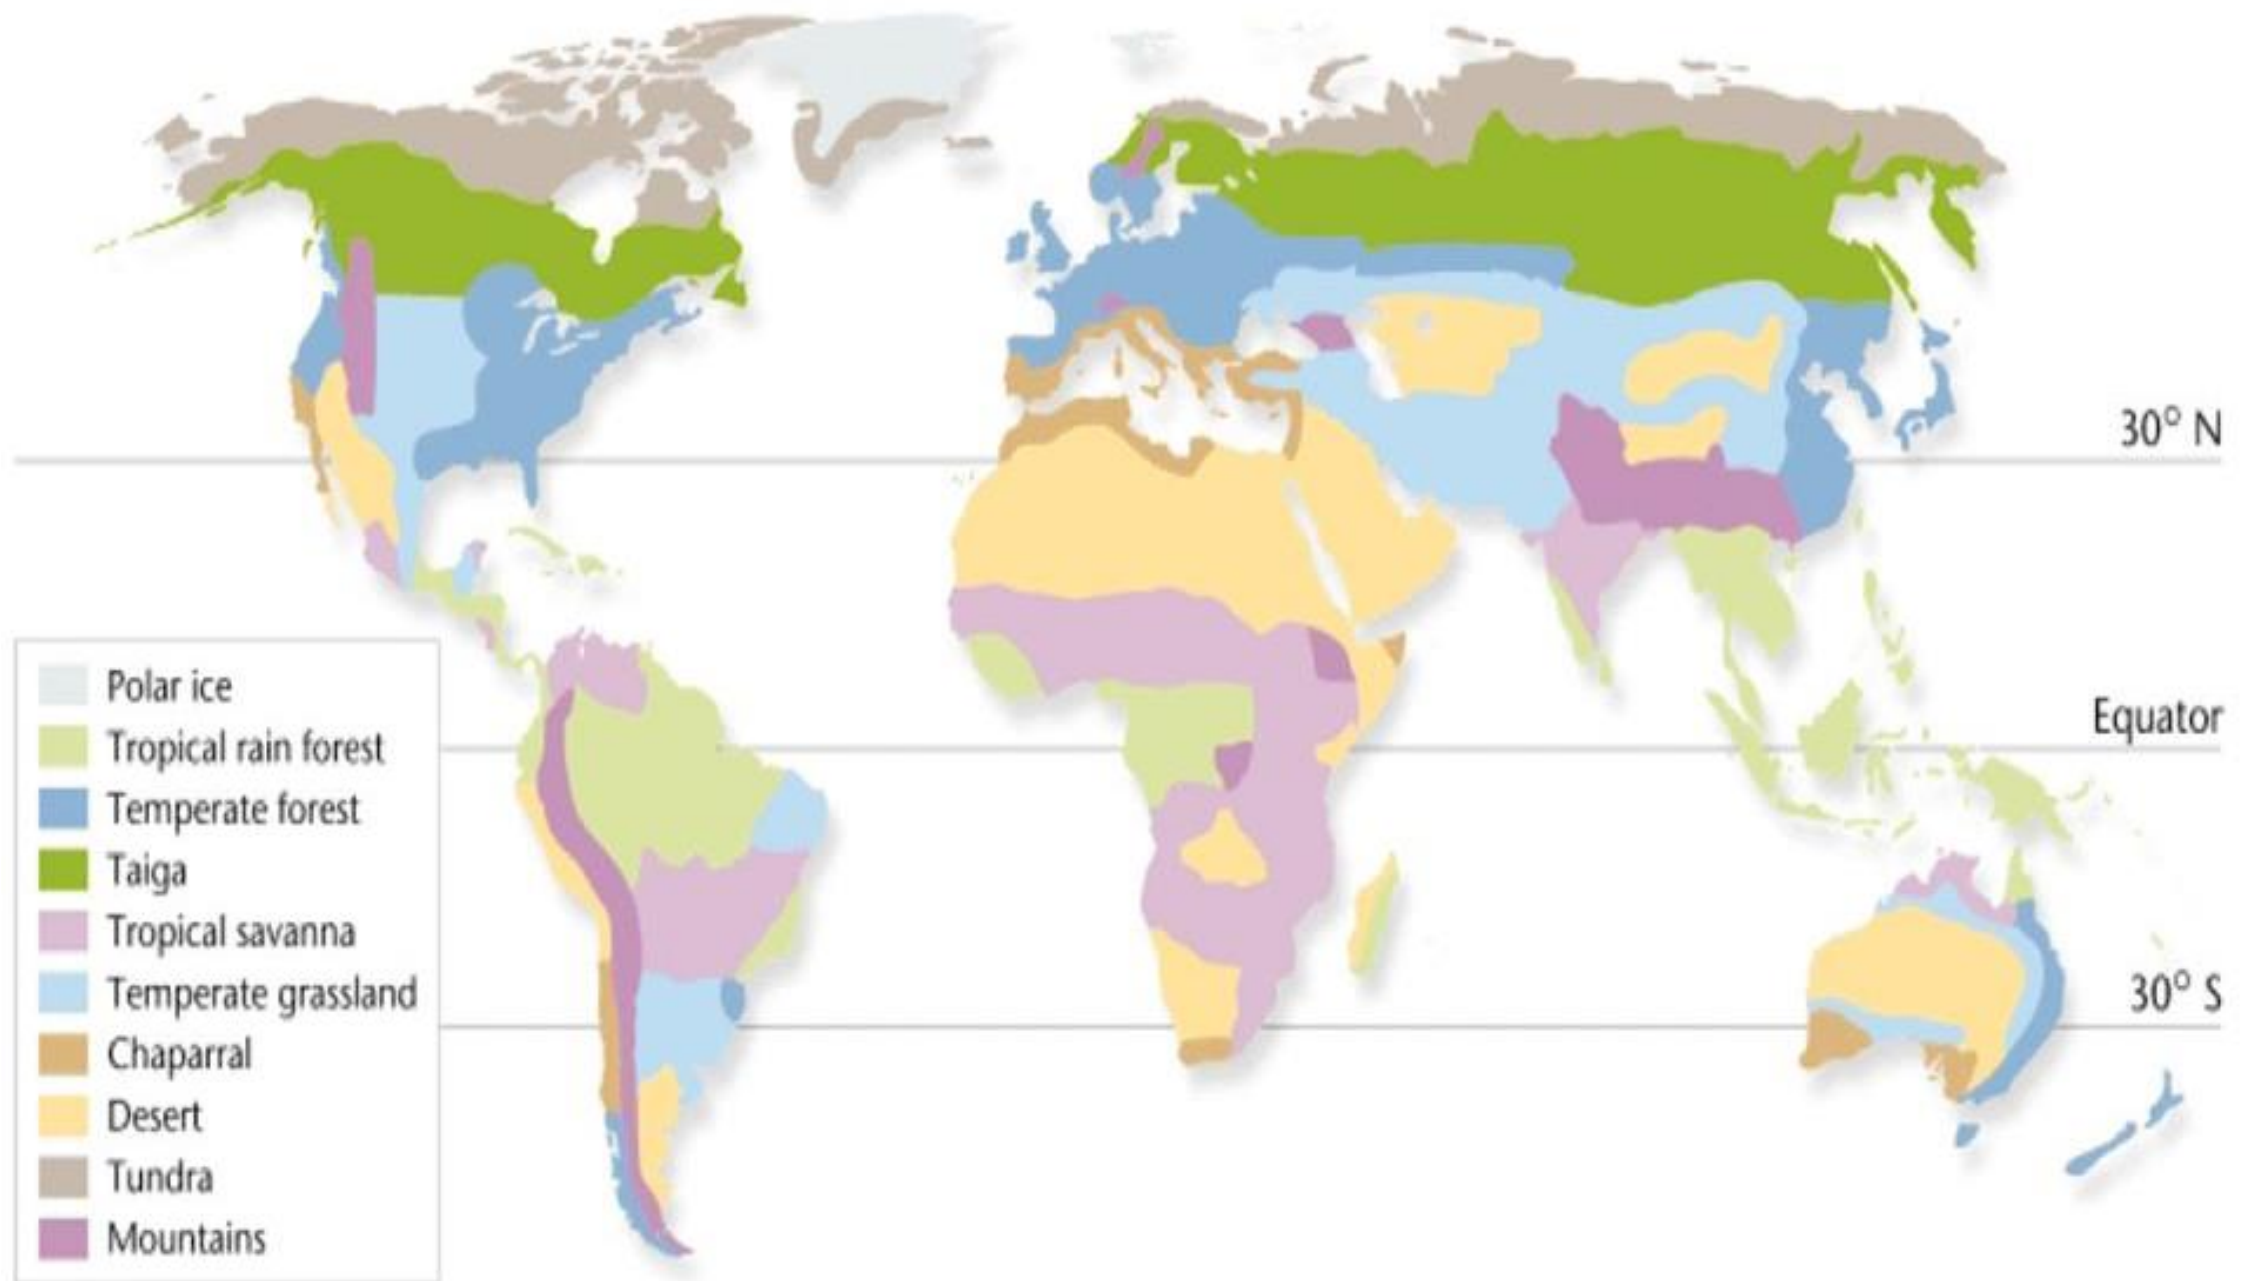 30° N
Polar ice
Tropical rain forest
Equator
Temperate forest
Taiga
Tropical savanna
Temperate grassland
30° S
Chaparral
Desert
Tundra
Mountains